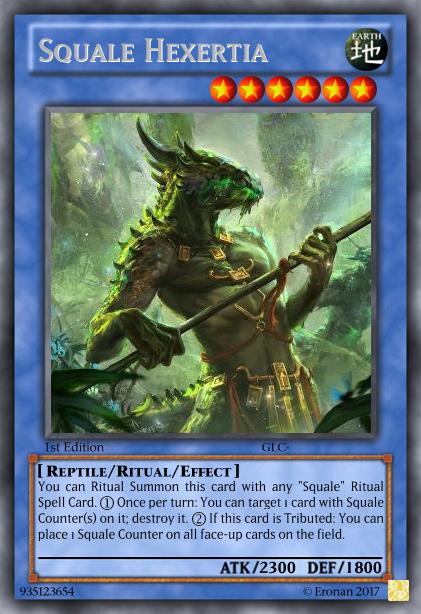 Squale Hexertia
EARTH
地
1st Edition
GLC-
[Reptile/Ritual/Effect]
You can Ritual Summon this card with any "Squale" Ritual
Spell Card. ① Once per turn: You can target 1 card with Squale
Counter(s) on it; destroy it. ② If this card is Tributed: You can
place 1 Squale Counter on all face-up cards on the field.
ATK/2300 DEF/1800
935123654
© Eronan 2017